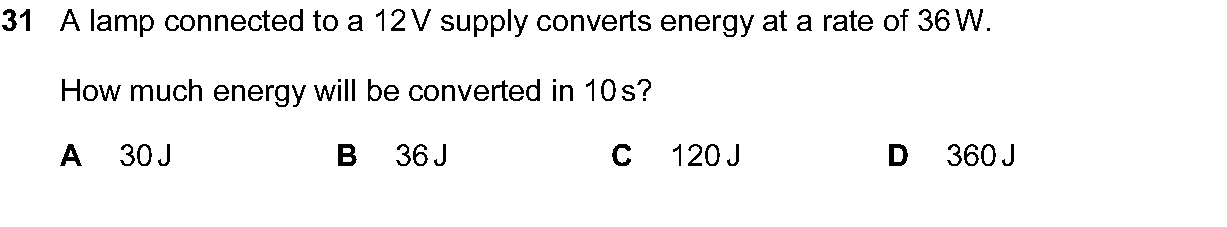 31 A lamp connected to a 12 V supply converts energy at a rate of 36 W.
How much energy will be converted in 10 s?
A 30 J B 36 J C 120 J D 360 J